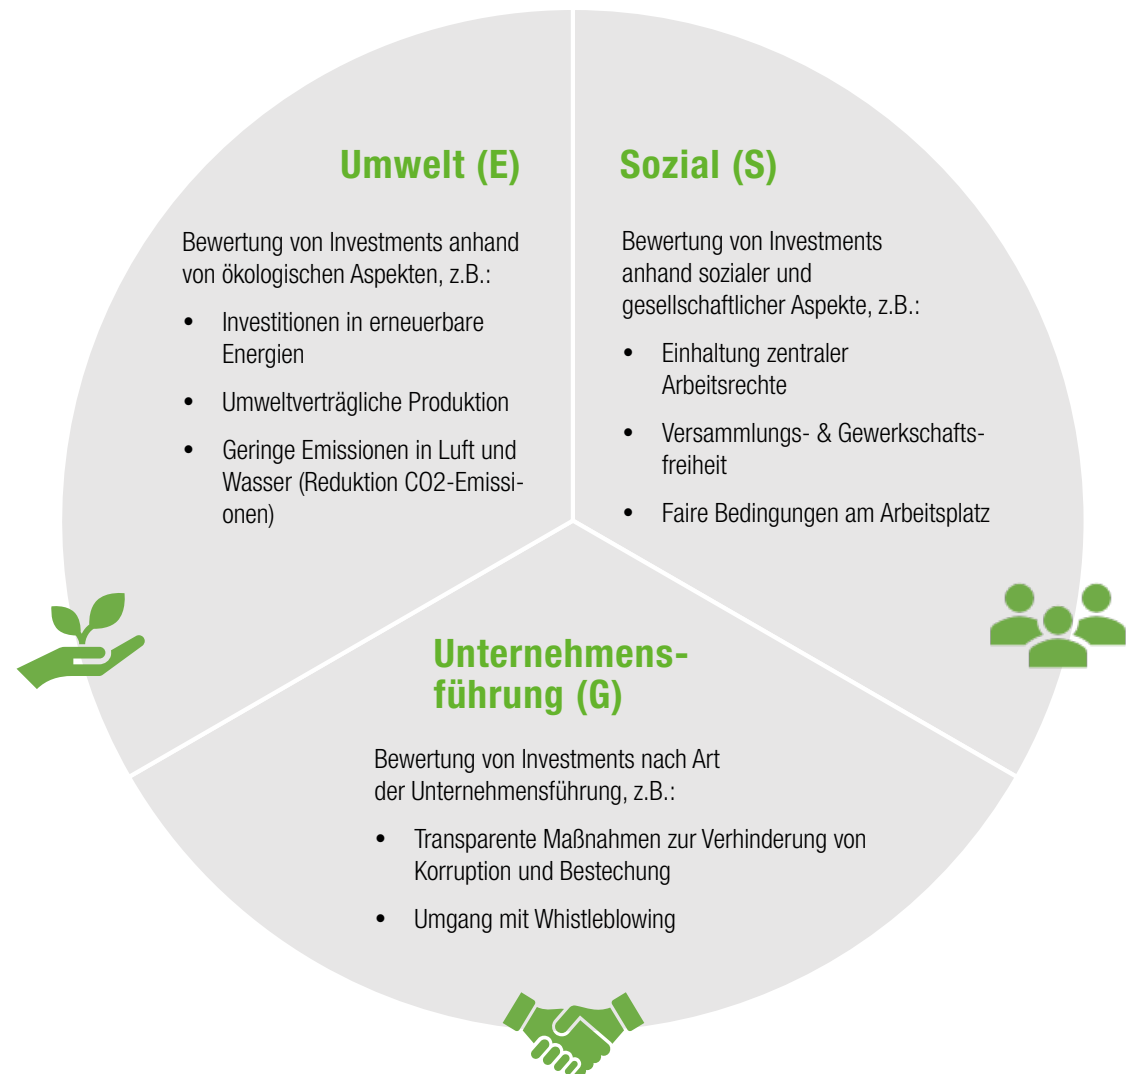 Umwelt (E)
Bewertung von Investments anhand
von ökologischen Aspekten, z.B.:
• Investitionen in erneuerbare
Energien
• Umweltverträgliche Produktion
• Geringe Emissionen in Luft und
Wasser (Reduktion CO2-Emissi-
onen)
Sozial (S)
Bewertung von Investments
anhand sozialer und
gesellschaftlicher Aspekte, z.B.:
• Einhaltung zentraler
Arbeitsrechte
• Versammlungs- & Gewerkschafts-
freiheit
• Faire Bedingungen am Arbeitsplatz
Unternehmens-
führung (G)
Bewertung von Investments nach Art
der Unternehmensführung, z.B.:
• Transparente Maßnahmen zur Verhinderung von
Korruption und Bestechung
• Umgang mit Whistleblowing